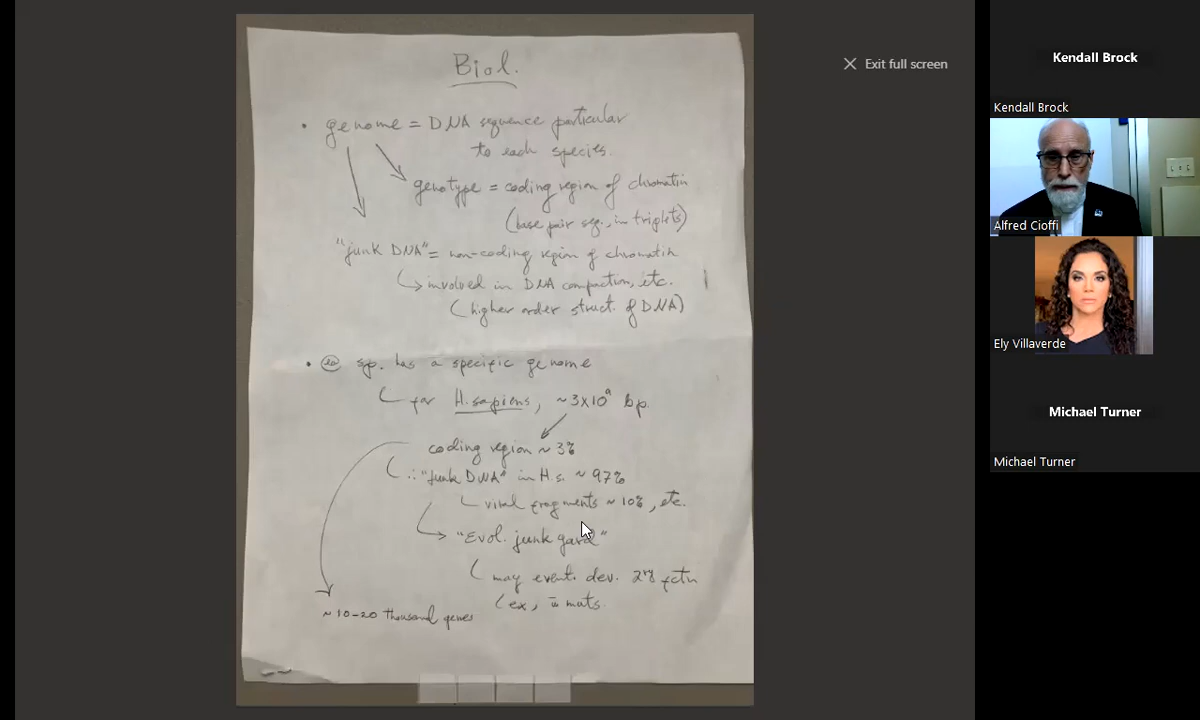 Biol.
• genome = DNA sequence particular
to each species.
genotype = coding region of chromatin
(base pair seq., in triplets)
"junk DNA" = non-coding region of chromatin
involved in DNA compaction, etc.
(higher order struct. of DNA)
• ea sp. has a specific genome
for H. sapiens, ~3x10⁹ bp.
coding region ~ 3%
∴ "junk DNA" in H.s. ~ 97%
viral fragments ~ 10%, etc.
"Evol. junk yard"
may event. dev. 2ry fctn
(ex, muts.
~ 10-20 thousand genes
Exit full screen
Kendall Brock
Kendall Brock
Alfred Cioffi
Ely Villaverde
Michael Turner
Michael Turner